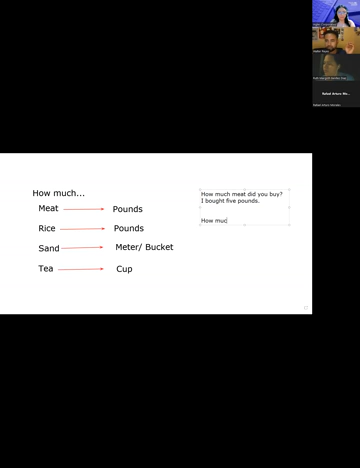 How much...
Meat Pounds
Rice Pounds
Sand Meter/ Bucket
Tea Cup
How much meat did you buy?
I bought five pounds.
How muc